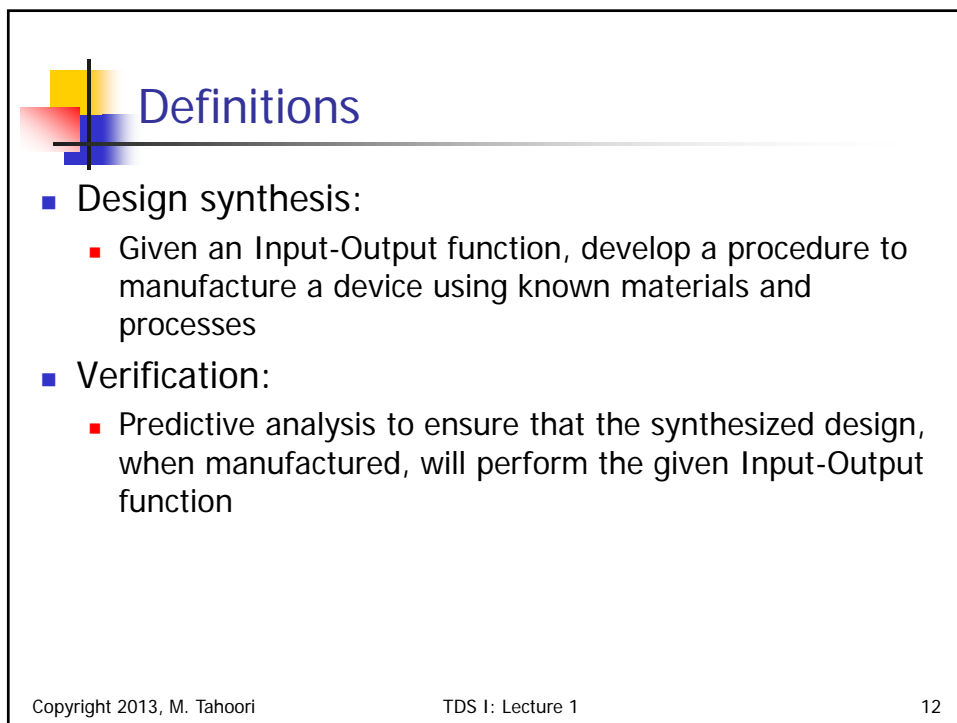 Definitions
Design synthesis:
Given an Input-Output function, develop a procedure to
manufacture a device using known materials and
processes
Verification:
Predictive analysis to ensure that the synthesized design,
when manufactured, will perform the given Input-Output
function
Copyright 2013, M. Tahoori TDS I: Lecture 1 12